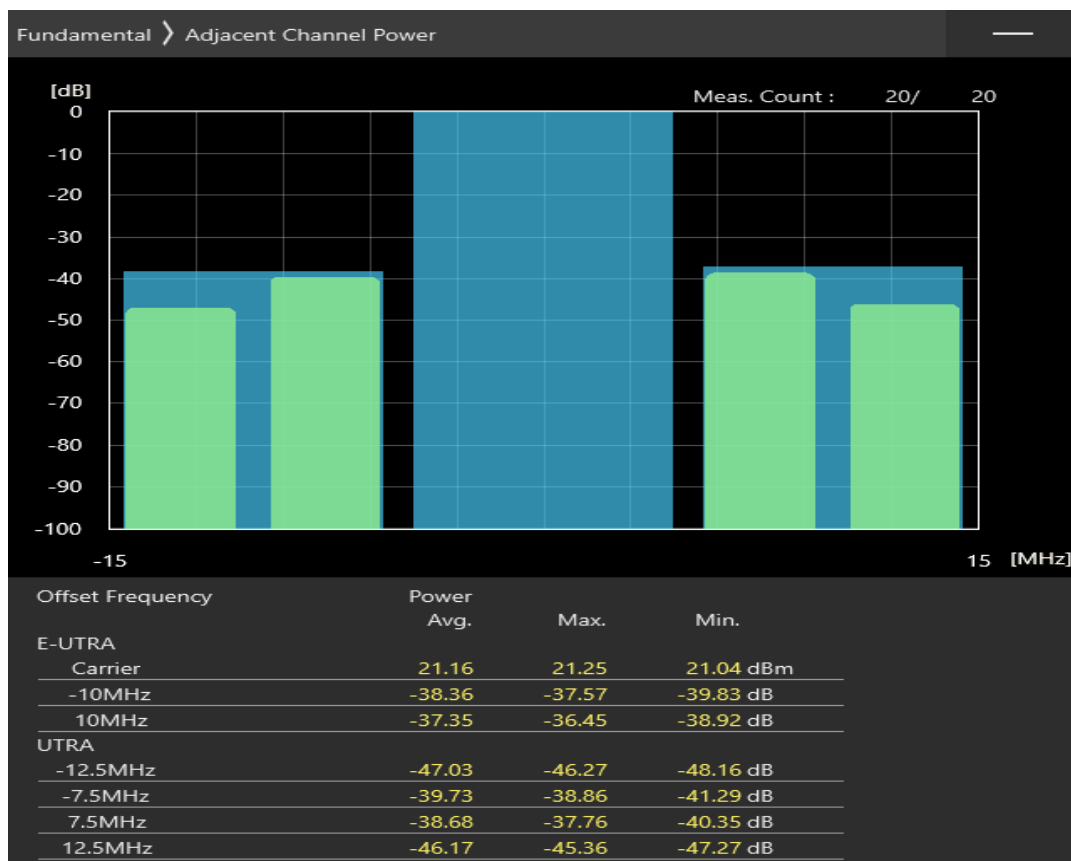 Fundamental ❯ Adjacent Channel Power
[dB]
Meas. Count : 20/ 20
0
-10
-20
-30
-40
-50
-60
-70
-80
-90
-100
-15 15 [MHz]
Offset Frequency Power
Avg. Max. Min.
E-UTRA
Carrier 21.16 21.25 21.04 dBm
-10MHz -38.36 -37.57 -39.83 dB
10MHz -37.35 -36.45 -38.92 dB
UTRA
-12.5MHz -47.03 -46.27 -48.16 dB
-7.5MHz -39.73 -38.86 -41.29 dB
7.5MHz -38.68 -37.76 -40.35 dB
12.5MHz -46.17 -45.36 -47.27 dB